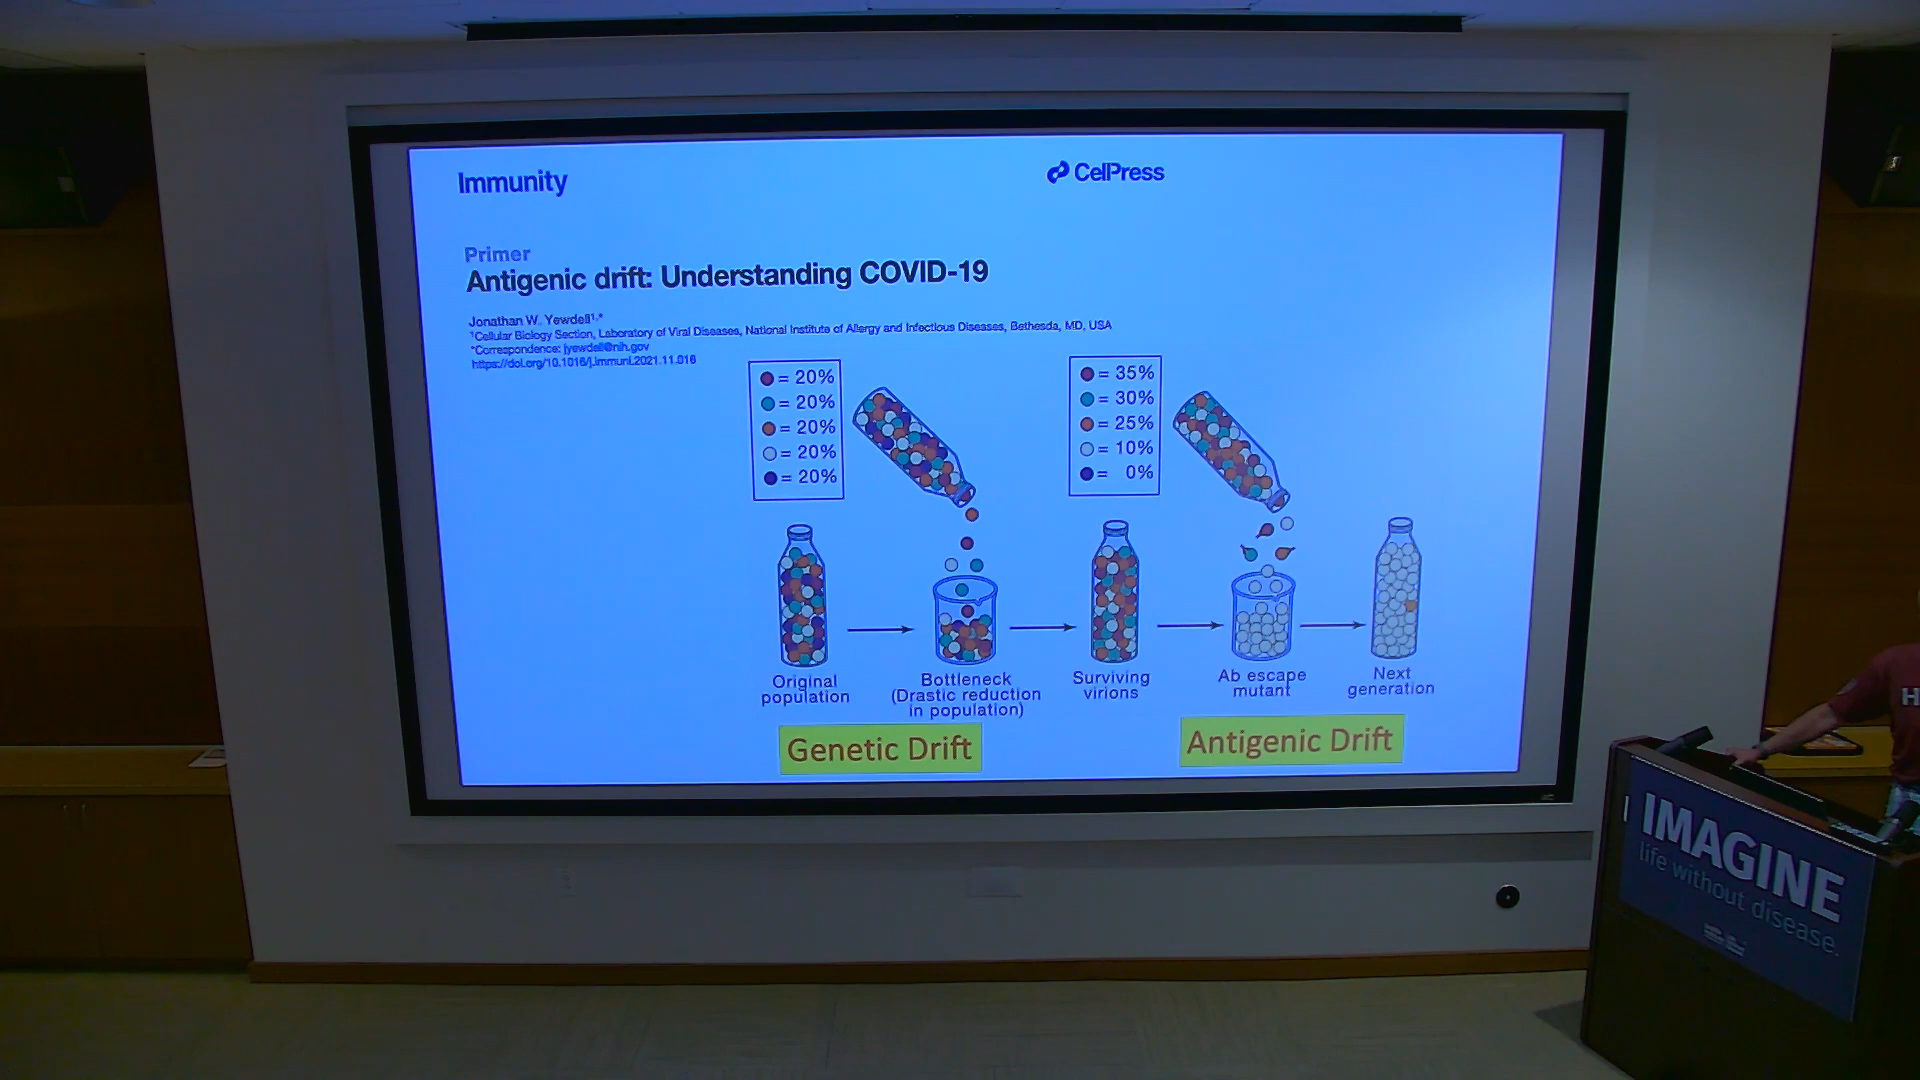 Immunity
CellPress
Primer
Antigenic drift: Understanding COVID-19
Jonathan W. Yewdell1,*
1Cellular Biology Section, Laboratory of Viral Diseases, National Institute of Allergy and Infectious Diseases, Bethesda, MD, USA
*Correspondence: jyewdell@nih.gov
https://doi.org/10.1016/j.immuni.2021.11.016
= 20%
= 20%
= 20%
= 20%
= 20%
= 35%
= 30%
= 25%
= 10%
= 0%
Original
population
Bottleneck
(Drastic reduction
in population)
Surviving
virions
Ab escape
mutant
Next
generation
Genetic Drift
Antigenic Drift
H
IMAGINE
life without disease.